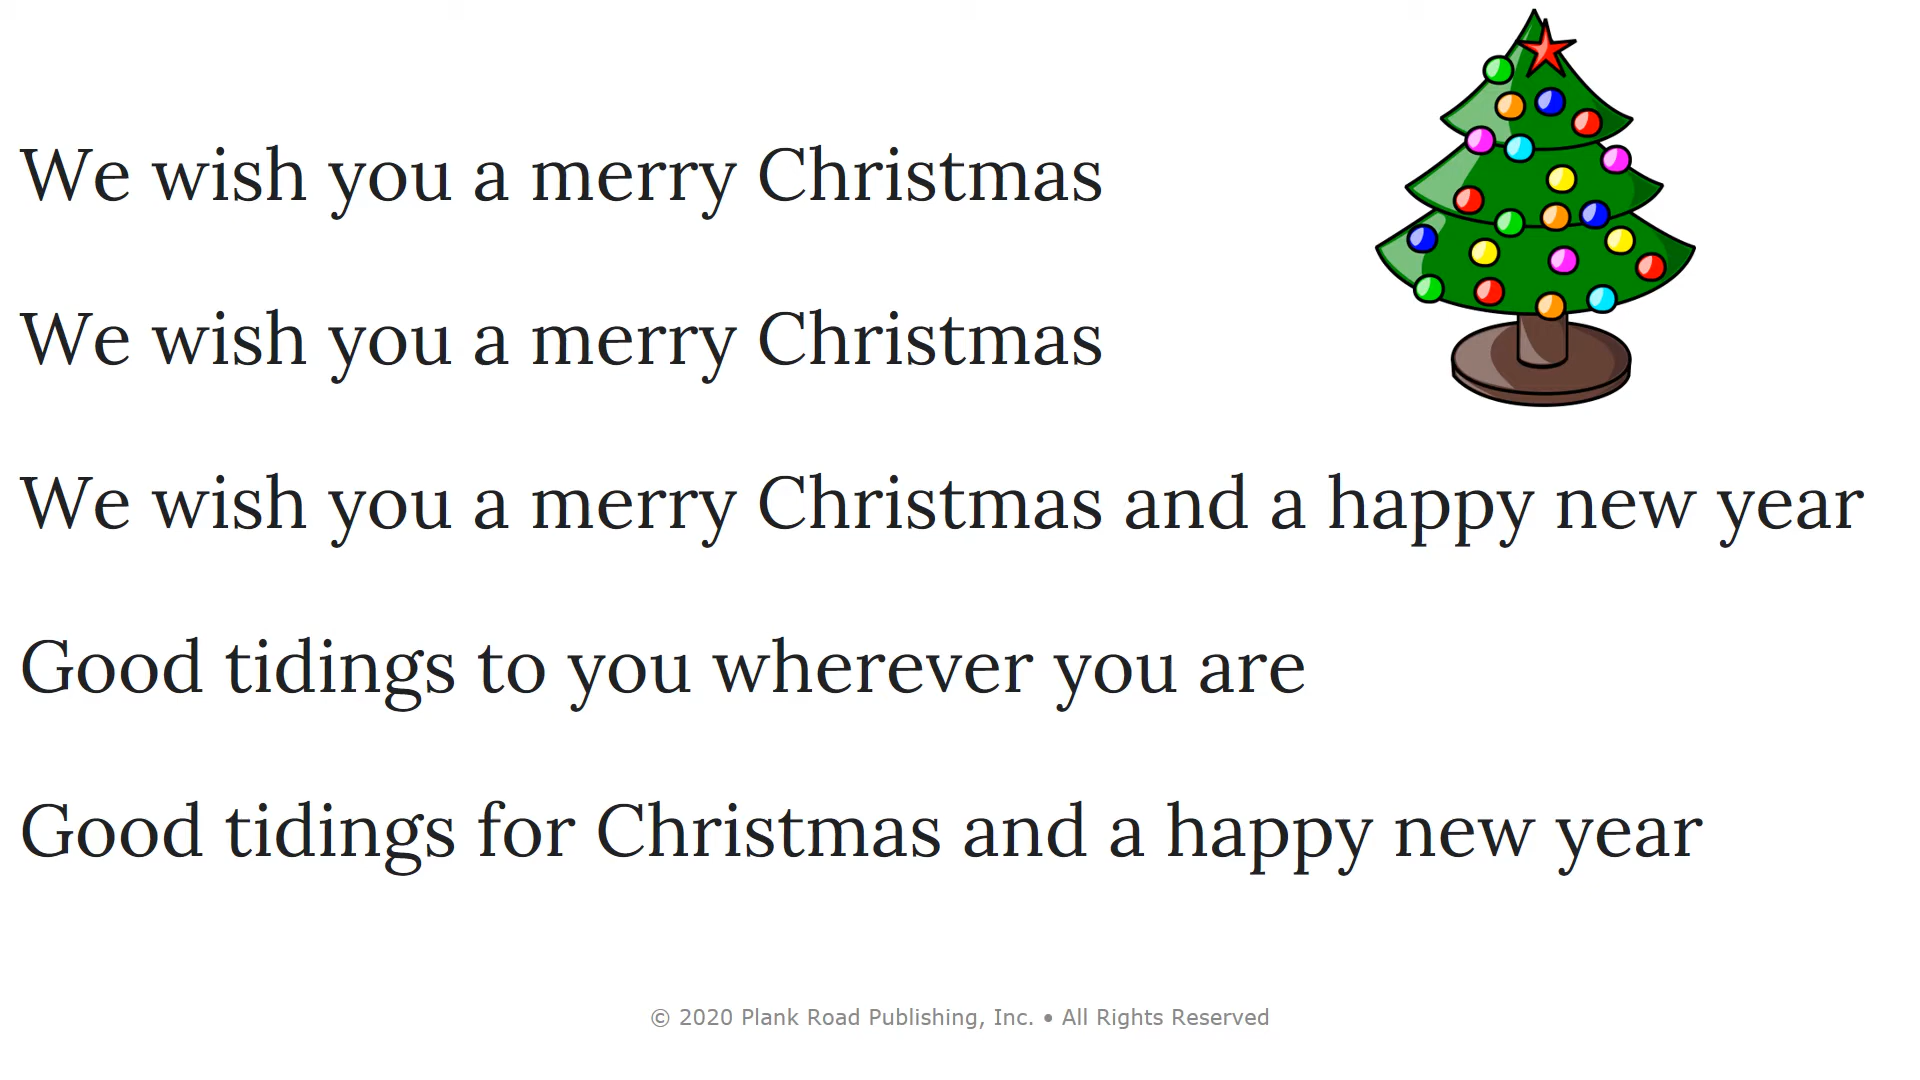 We wish you a merry Christmas
We wish you a merry Christmas
We wish you a merry Christmas and a happy new year
Good tidings to you wherever you are
Good tidings for Christmas and a happy new year
© 2020 Plank Road Publishing, Inc. • All Rights Reserved